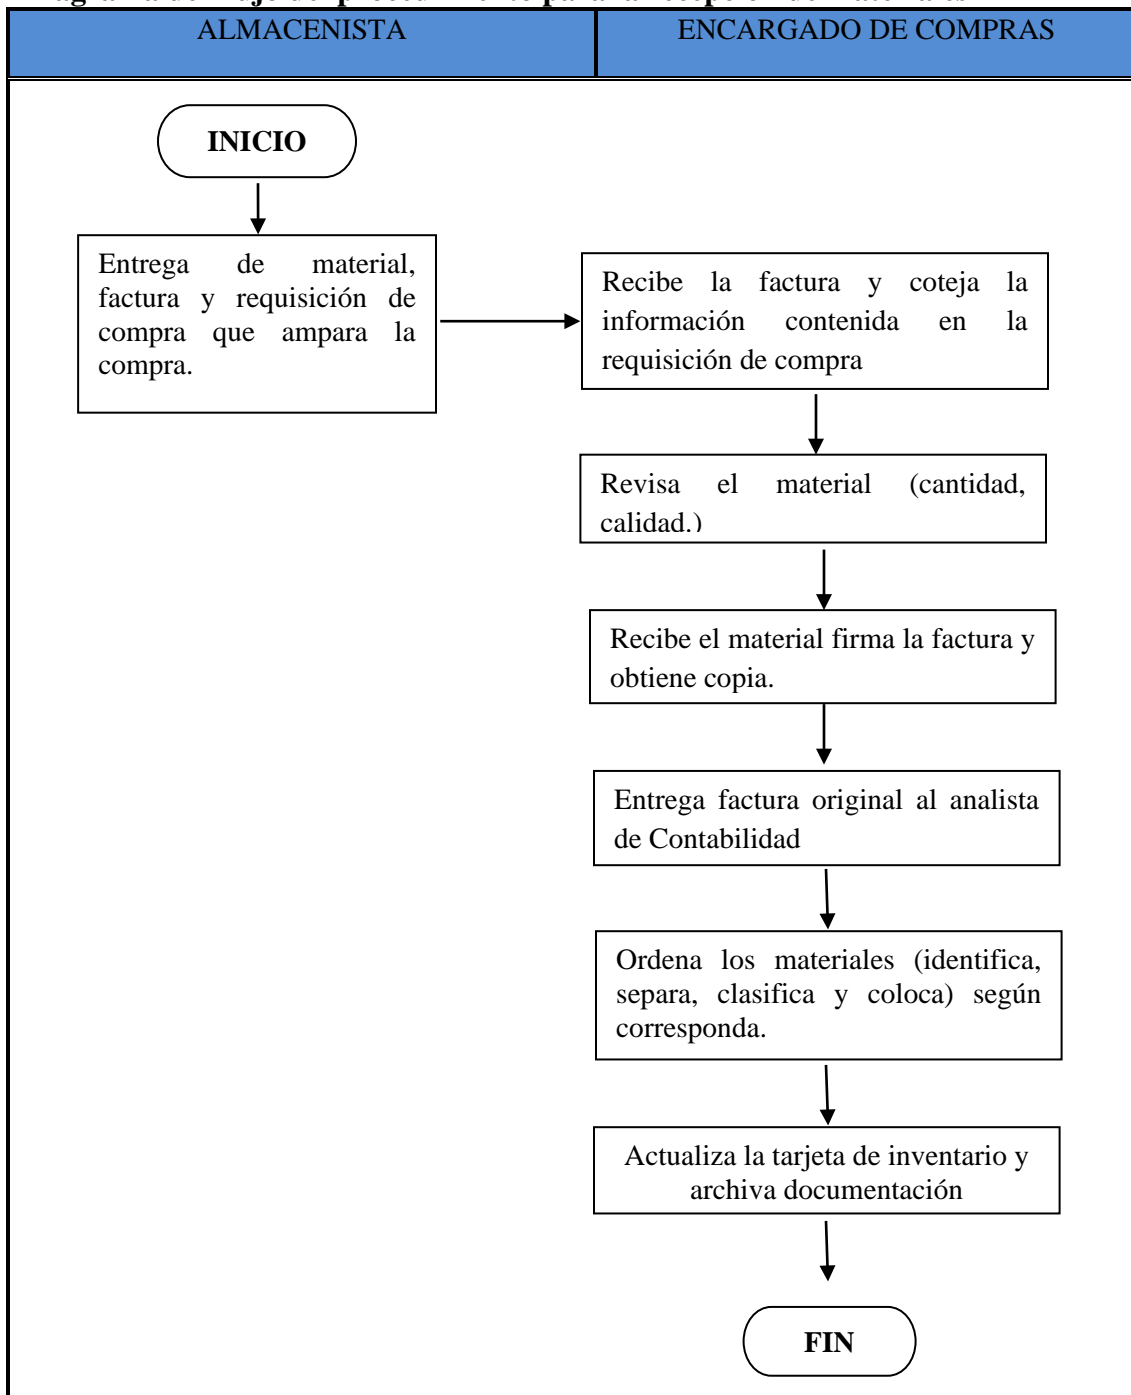 ALMACENISTA
ENCARGADO DE COMPRAS
INICIO
Entrega de material,
factura y requisición de
compra que ampara la
compra.
Recibe la factura y coteja la
información contenida en la
requisición de compra
Revisa el material (cantidad,
calidad.)
Recibe el material firma la factura y
obtiene copia.
Entrega factura original al analista
de Contabilidad
Ordena los materiales (identifica,
separa, clasifica y coloca) según
corresponda.
Actualiza la tarjeta de inventario y
archiva documentación
FIN